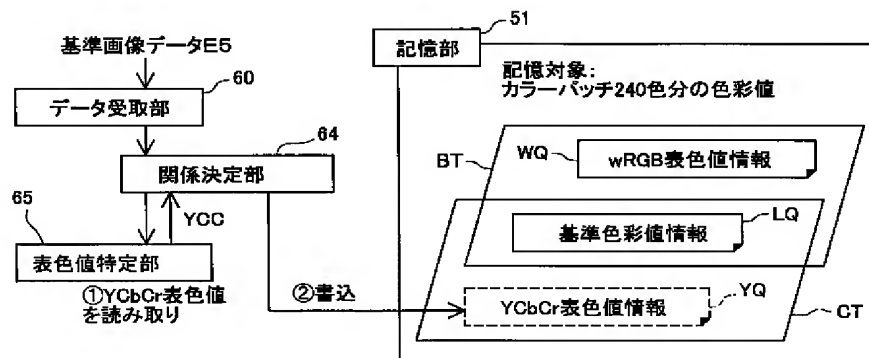 基準画像データE5
60
データ受取部
64
関係決定部
65
YCC
表色値特定部
①YCbCr表色値
を読み取り
②書込
51
記憶部
記憶対象:
カラーパッチ240色分の色彩値
BT
WQ
wRGB表色値情報
LQ
基準色彩値情報
YCbCr表色値情報
YQ
CT